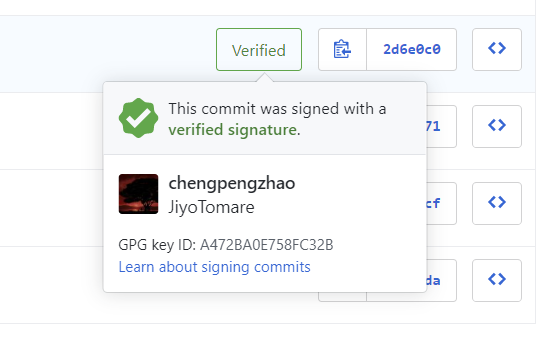 Verified
2d6e0c0
This commit was signed with a
verified signature.
71
chengpengzhao
JiyoTomare
cf
GPG key ID: A472BA0E758FC32B
Learn about signing commits
da